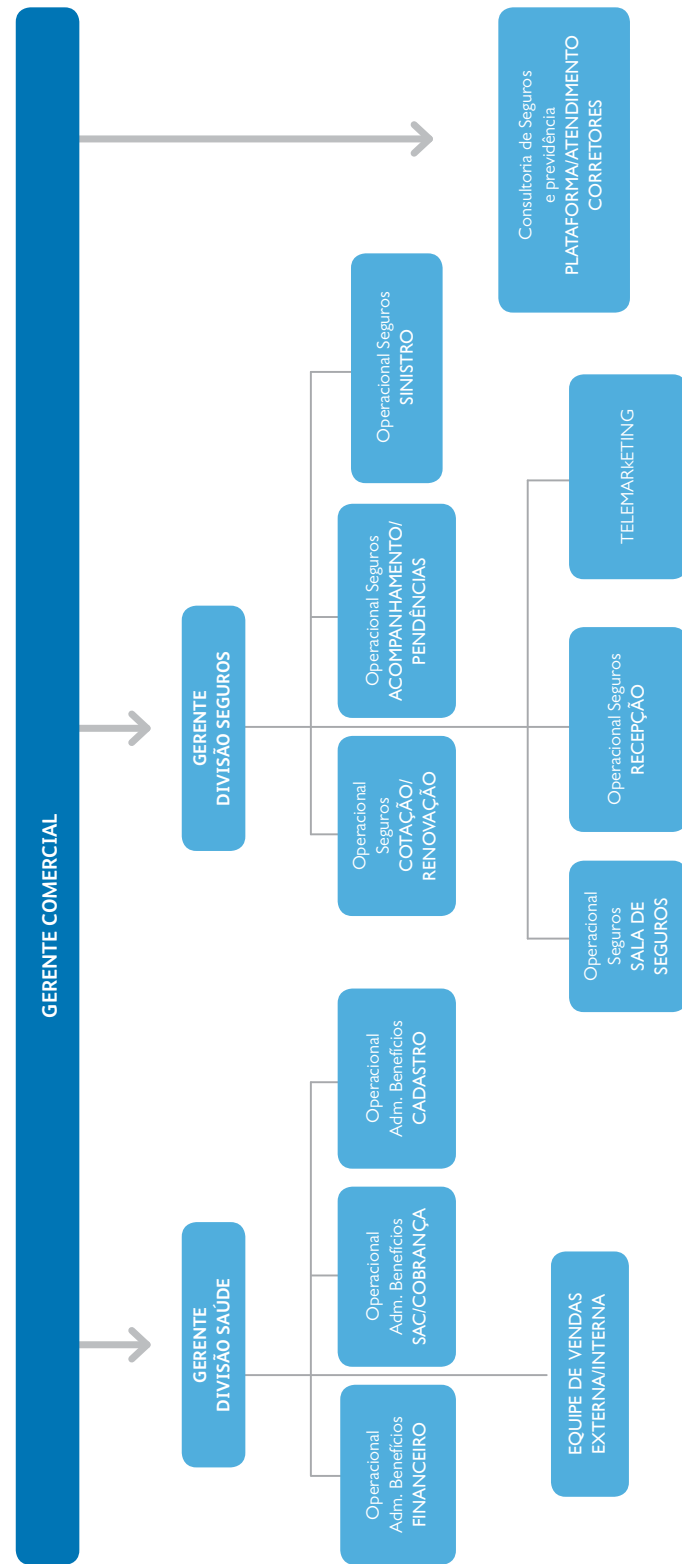 GERENTE COMERCIAL
GERENTE
DIVISÃO SAÚDE
Operacional
Adm. Benefícios
FINANCEIRO
Operacional
Adm. Benefícios
SAC/COBRANÇA
Operacional
Adm. Benefícios
CADASTRO
EQUIPE DE VENDAS
EXTERNA/INTERNA
GERENTE
DIVISÃO SEGUROS
Operacional
Seguros
COTAÇÃO/
RENOVAÇÃO
Operacional Seguros
ACOMPANHAMENTO/
PENDÊNCIAS
Operacional Seguros
SINISTRO
Operacional
Seguros
SALA DE
SEGUROS
Operacional Seguros
RECEPÇÃO
TELEMARkETING
Consultoria de Seguros
e previdência
PLATAFORMA/ATENDIMENTO
CORRETORES